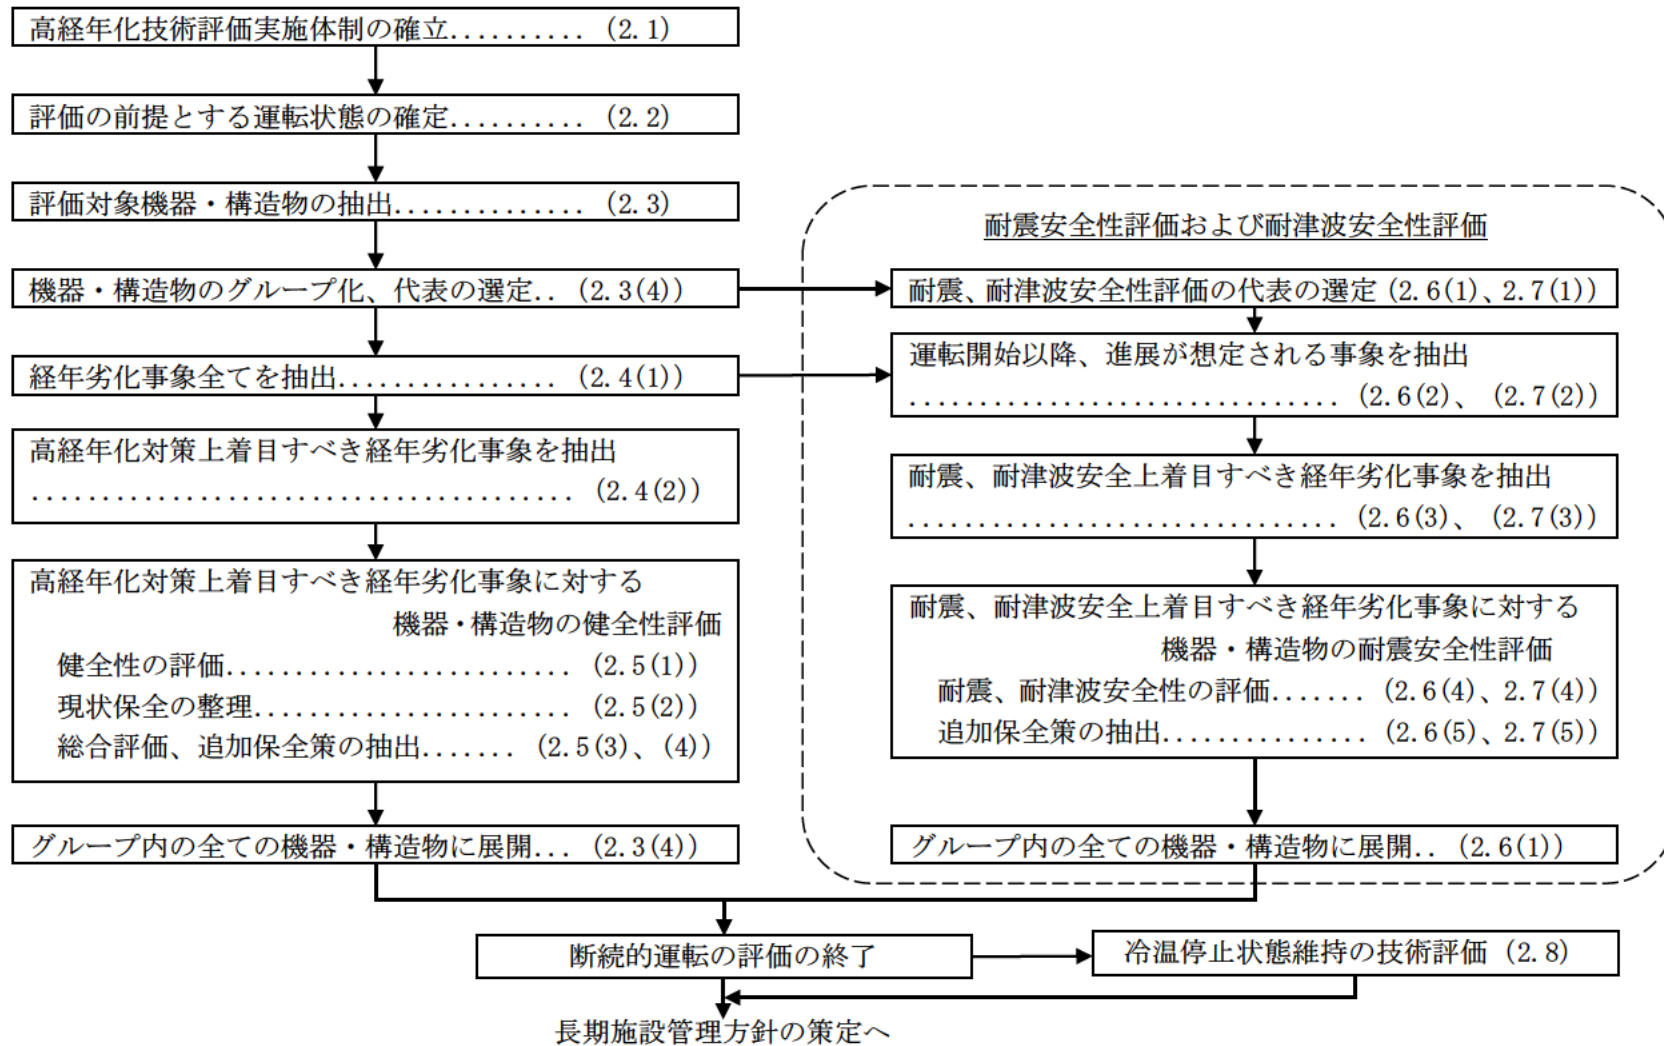 高経年化技術評価実施体制の確立.......... (2.1)
評価の前提とする運転状態の確定.......... (2.2)
評価対象機器・構造物の抽出.............. (2.3)
機器・構造物のグループ化、代表の選定.. (2.3(4))
経年劣化事象全てを抽出................ (2.4(1))
高経年化対策上着目すべき経年劣化事象を抽出
....................................... (2.4(2))
高経年化対策上着目すべき経年劣化事象に対する
機器・構造物の健全性評価
健全性の評価......................... (2.5(1))
現状保全の整理....................... (2.5(2))
総合評価、追加保全策の抽出....... (2.5(3)、(4))
グループ内の全ての機器・構造物に展開... (2.3(4))
耐震安全性評価および耐津波安全性評価
耐震、耐津波安全性評価の代表の選定 (2.6(1)、2.7(1))
運転開始以降、進展が想定される事象を抽出
............................... (2.6(2)、 (2.7(2))
耐震、耐津波安全上着目すべき経年劣化事象を抽出
............................... (2.6(3)、 (2.7(3))
耐震、耐津波安全上着目すべき経年劣化事象に対する
機器・構造物の耐震安全性評価
耐震、耐津波安全性の評価....... (2.6(4)、2.7(4))
追加保全策の抽出............... (2.6(5)、2.7(5))
グループ内の全ての機器・構造物に展開.. (2.6(1))
断続的運転の評価の終了
冷温停止状態維持の技術評価 (2.8)
長期施設管理方針の策定へ